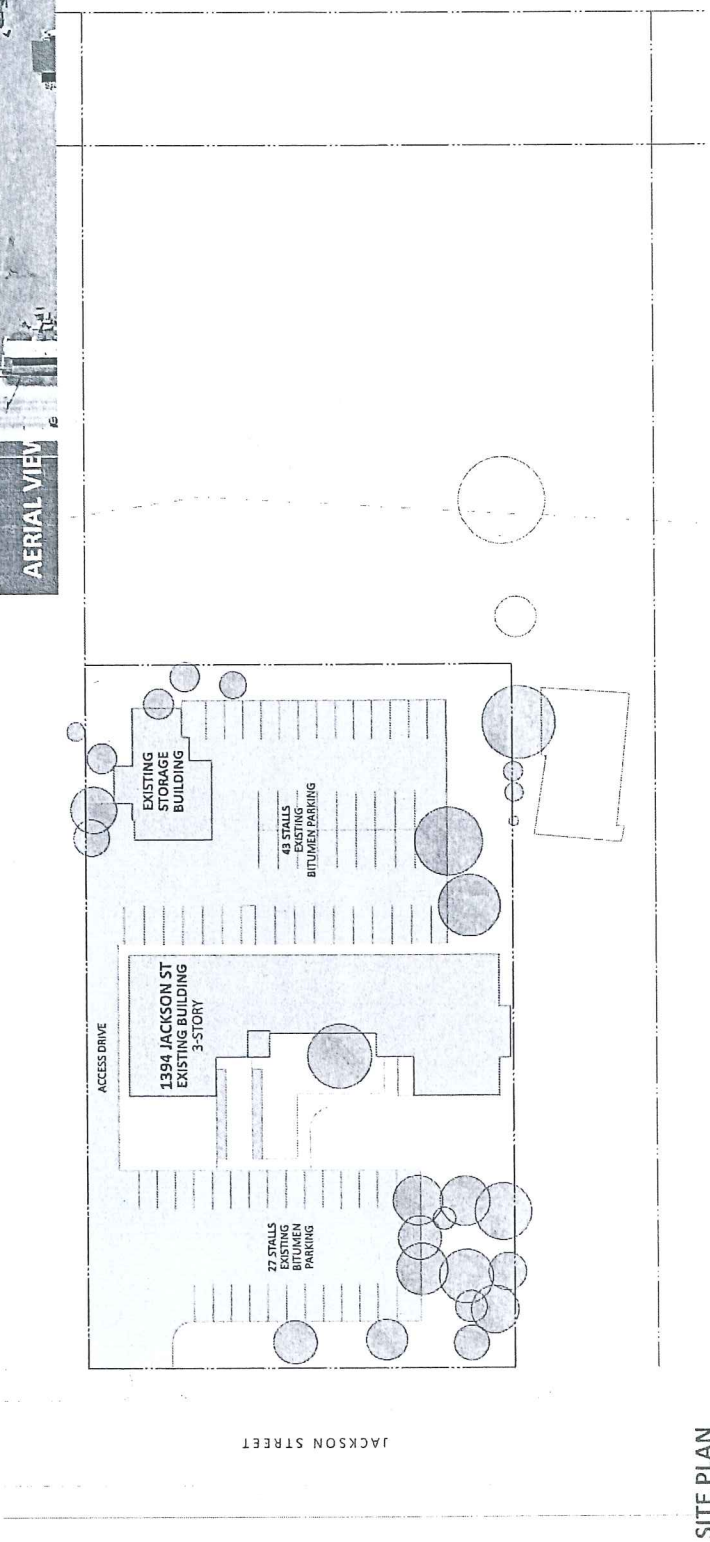 AERIAL VIEW
EXISTING
STORAGE
BUILDING
43 STALLS
EXISTING
BITUMEN PARKING
ACCESS DRIVE
1394 JACKSON ST
EXISTING BUILDING
3-STORY
27 STALLS
EXISTING
BITUMEN
PARKING
JACKSON STREET
SITE PLAN